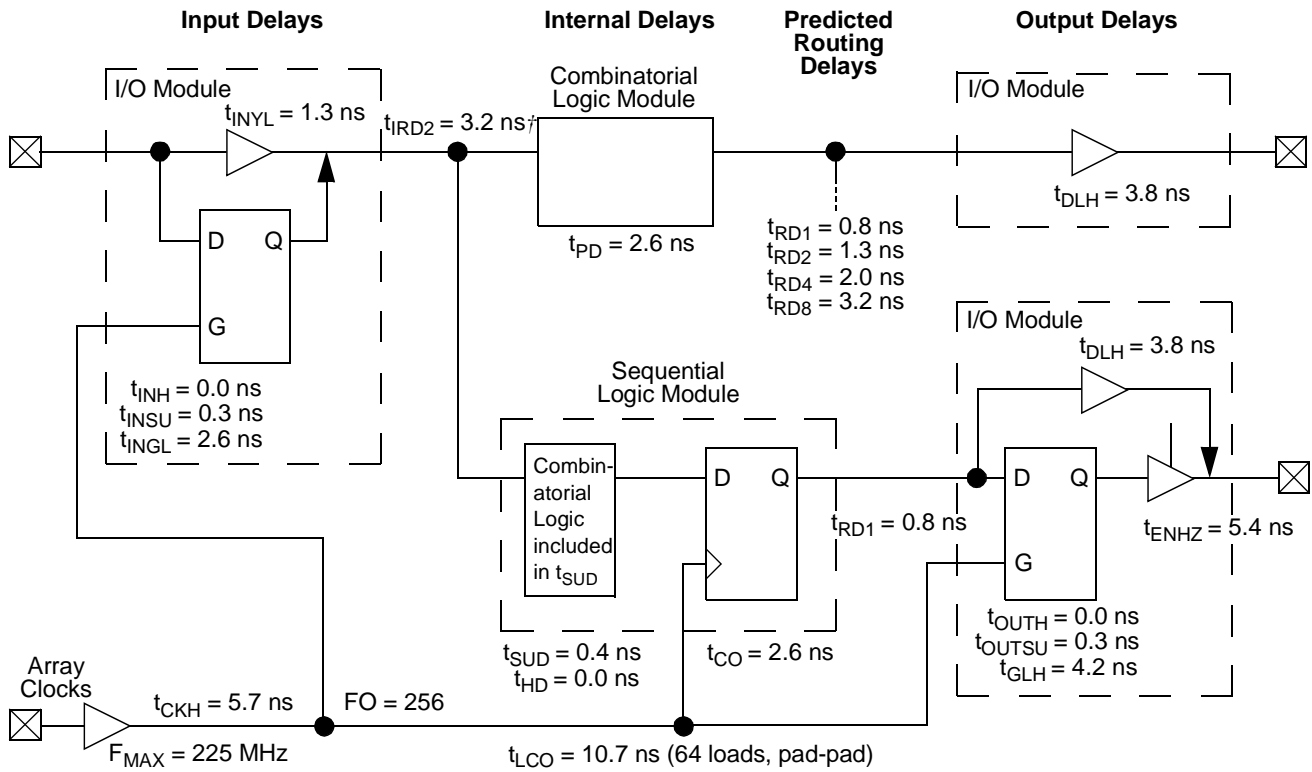 Input Delays
Internal Delays
Predicted
Routing
Delays
Output Delays
I/O Module
tINYL = 1.3 ns
tIRD2 = 3.2 ns†
Combinatorial
Logic Module
tPD = 2.6 ns
tRD1 = 0.8 ns
tRD2 = 1.3 ns
tRD4 = 2.0 ns
tRD8 = 3.2 ns
I/O Module
tDLH = 3.8 ns
D Q
G
tINH = 0.0 ns
tINSU = 0.3 ns
tINGL = 2.6 ns
Sequential
Logic Module
Combin-
atorial
Logic
included
in tSUD
D Q
tSUD = 0.4 ns
tHD = 0.0 ns
tCO = 2.6 ns
tRD1 = 0.8 ns
I/O Module
tDLH = 3.8 ns
D Q
G
tENHZ = 5.4 ns
tOUTH = 0.0 ns
tOUTSU = 0.3 ns
tGLH = 4.2 ns
Array
Clocks
tCKH = 5.7 ns
FO = 256
FMAX = 225 MHz
tLCO = 10.7 ns (64 loads, pad-pad)